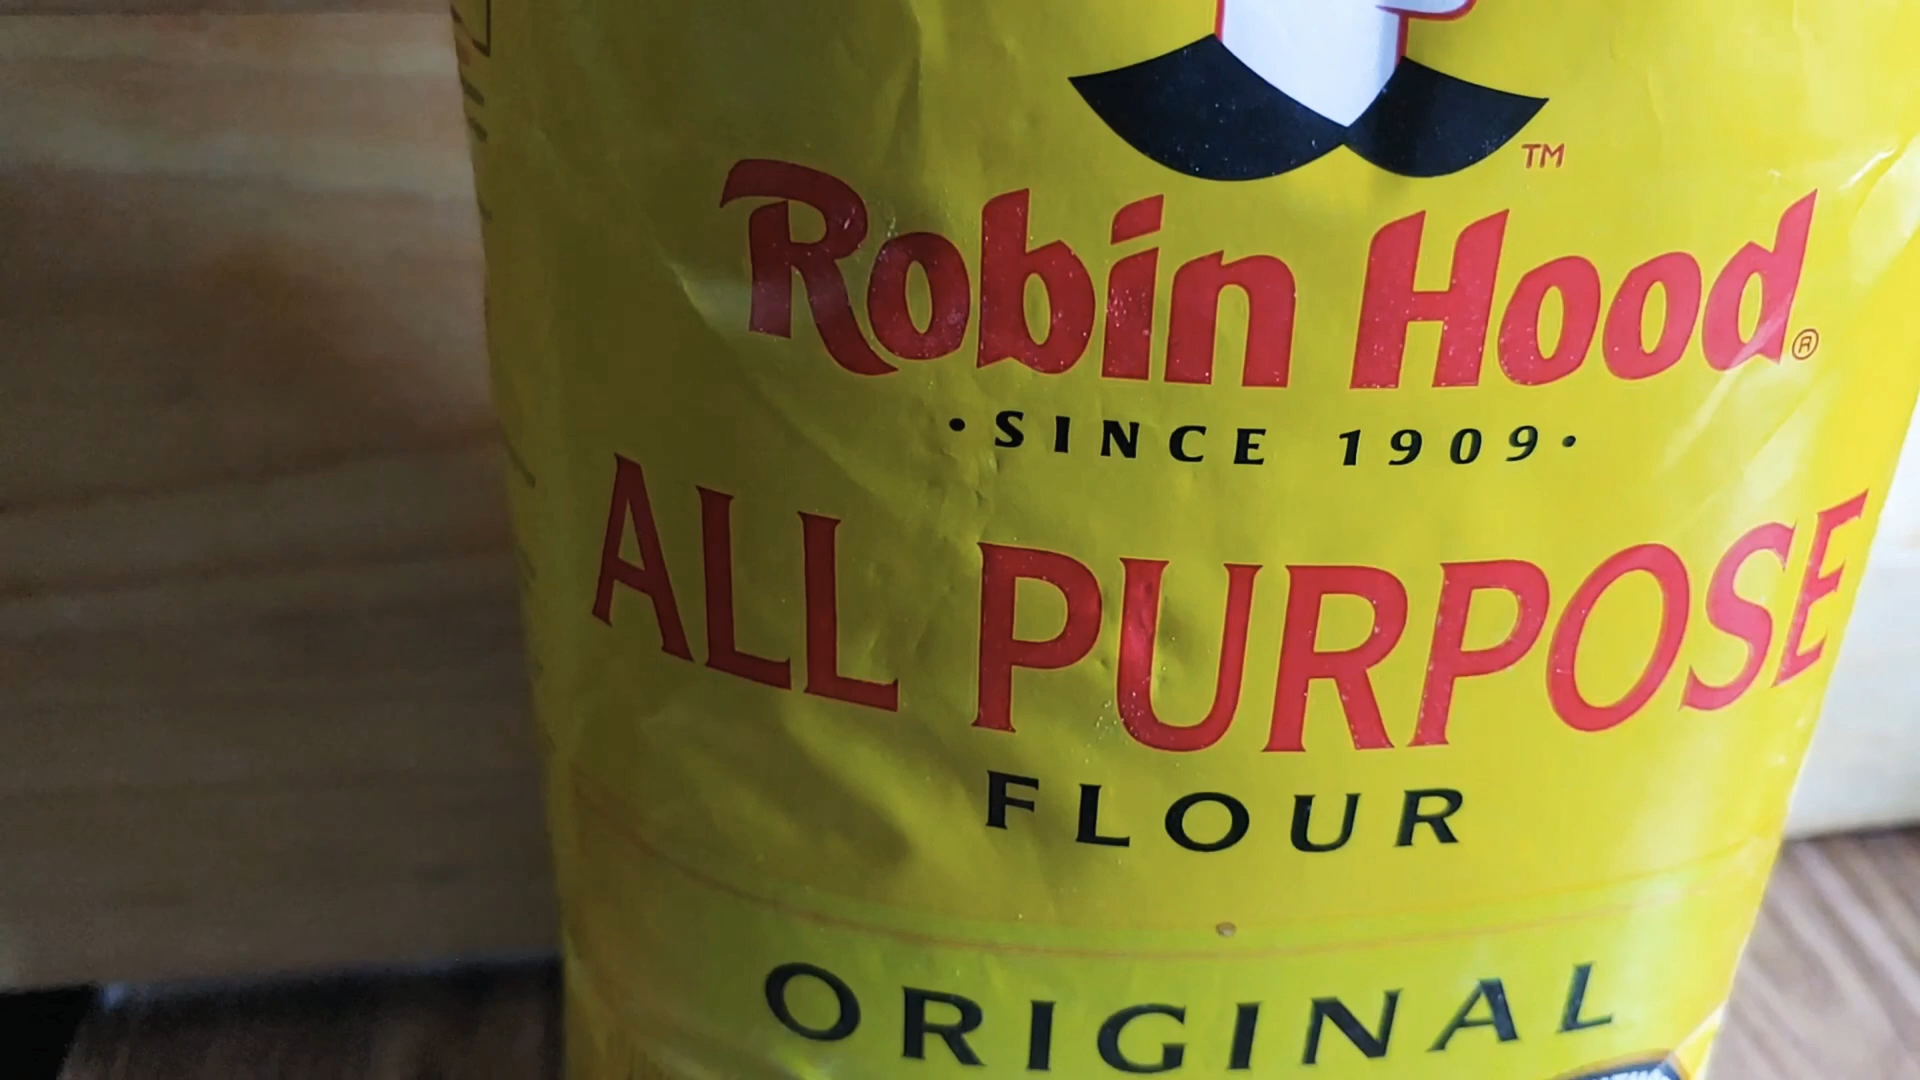 TM
Robin Hood®
·SINCE 1909·
ALL PURPOSE
FLOUR
ORIGINAL